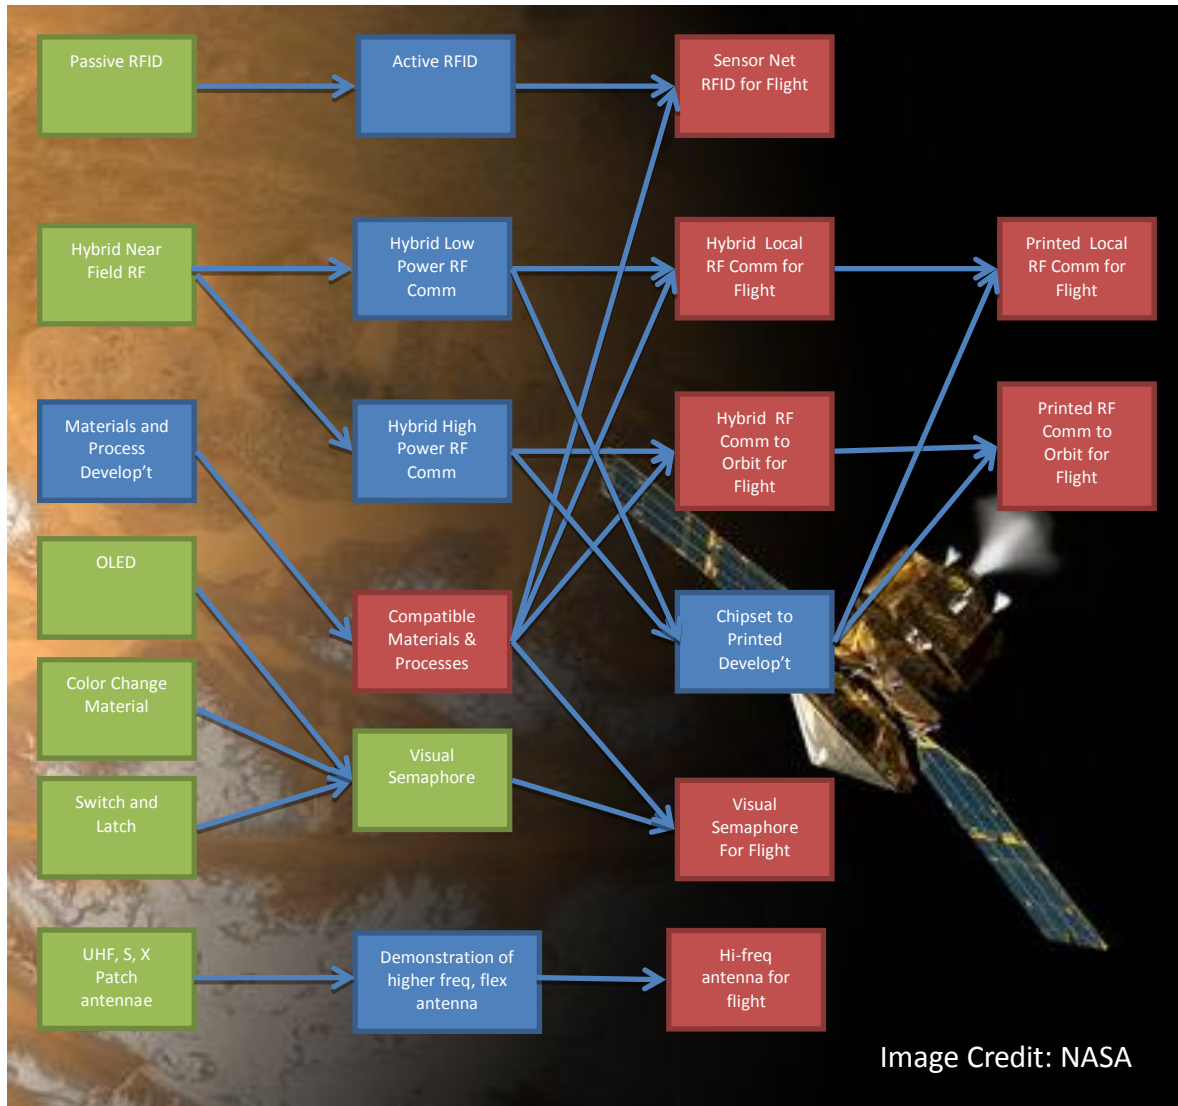 Passive RFID
Active RFID
Sensor Net
RFID for Flight
Hybrid Near
Field RF
Hybrid Low
Power RF
Comm
Hybrid Local
RF Comm for
Flight
Printed Local
RF Comm for
Flight
Materials and
Process
Develop’t
Hybrid High
Power RF
Comm
Hybrid RF
Comm to
Orbit for
Flight
Printed RF
Comm to
Orbit for
Flight
OLED
Compatible
Materials &
Processes
Chipset to
Printed
Develop’t
Color Change
Material
Visual
Semaphore
Switch and
Latch
Visual
Semaphore
For Flight
UHF, S, X
Patch
antennae
Demonstration of
higher freq, flex
antenna
Hi-freq
antenna for
flight
Image Credit: NASA